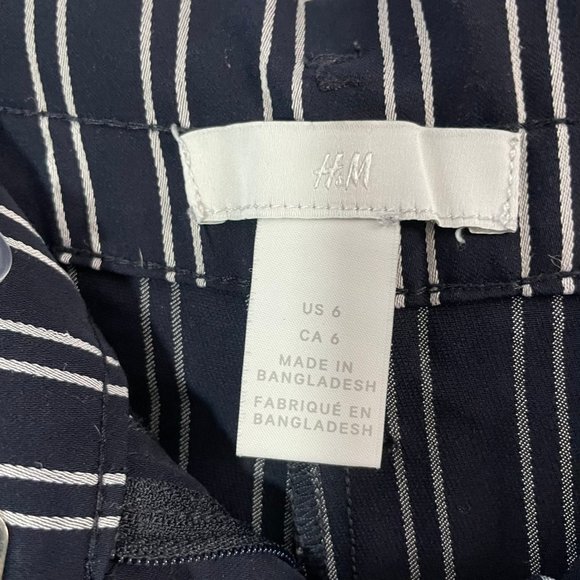 H&M
US 6
CA 6
MADE IN
BANGLADESH
FABRIQUÉ EN
BANGLADESH